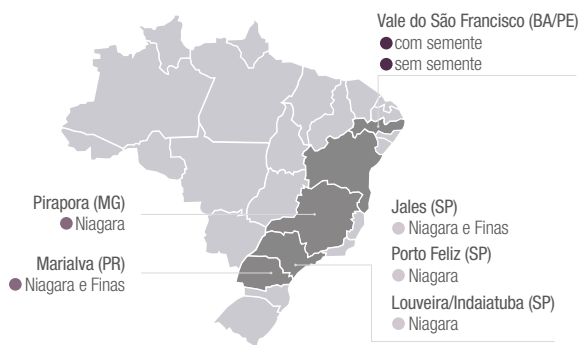 Vale do São Francisco (BA/PE)
com semente
sem semente
Pirapora (MG)
Niagara
Marialva (PR)
Niagara e Finas
Jales (SP)
Niagara e Finas
Porto Feliz (SP)
Niagara
Louveira/Indaiatuba (SP)
Niagara